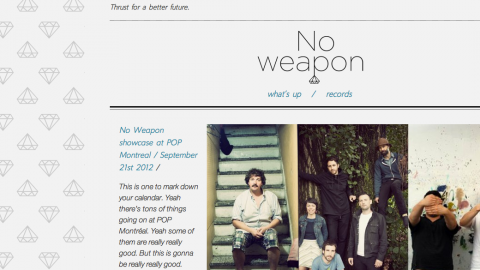 Thrust for a better future.
No
weapon
what's up / records
No Weapon
showcase at POP
Montreal / September
21st 2012 /
This is one to mark down
your calendar. Yeah
there's tons of things
going on at POP
Montréal. Yeah some of
them are really really
good. But this is gonna
be really really good.